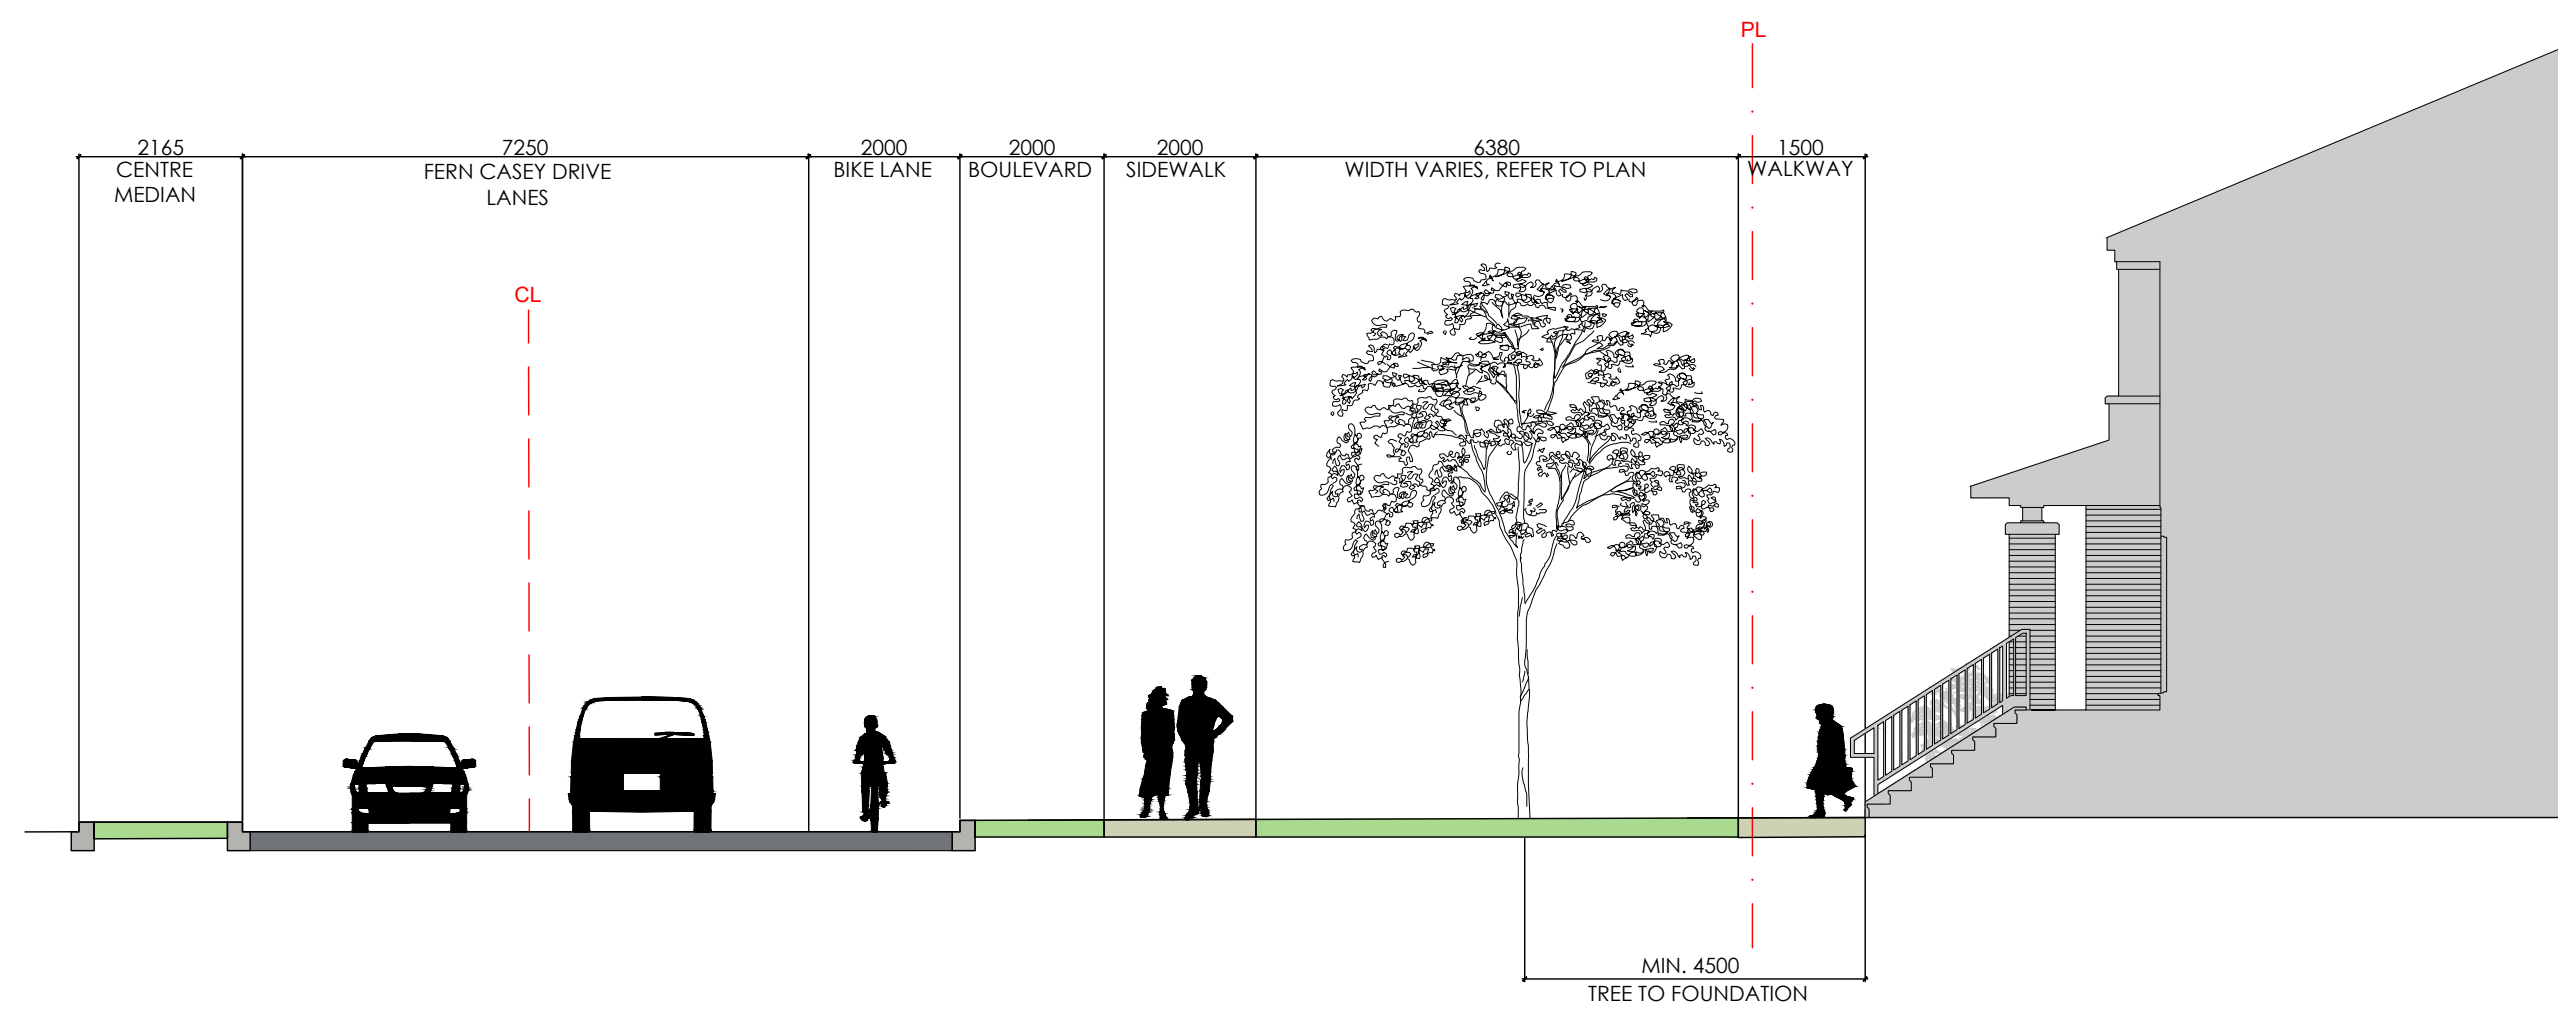 PL
2165
CENTRE
MEDIAN
7250
FERN CASEY DRIVE
LANES
2000
BIKE LANE
2000
BOULEVARD
2000
SIDEWALK
6380
WIDTH VARIES, REFER TO PLAN
1500
WALKWAY
CL
MIN. 4500
TREE TO FOUNDATION